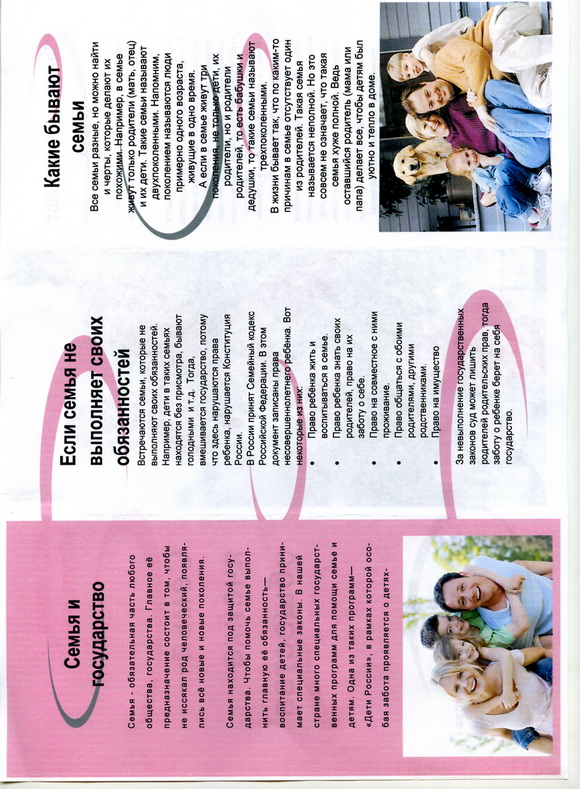 Семья и
государство
Семья - обязательная часть любого
общества, государства. Главное её
предназначение состоит в том, чтобы
не иссякал род человеческий, появля-
лись всё новые и новые поколения.
Семья находится под защитой госу-
дарства. Чтобы помочь семье выпол-
нить главную её обязанность—
воспитание детей, государство прини-
мает специальные законы. В нашей
стране много специальных государст-
венных программ для помощи семье и
детям. Одна из таких программ—
«Дети России», в рамках которой осо-
бая забота проявляется о детях-
Если семья не
выполняет своих
обязанностей
Встречаются семьи, которые не
выполняют своих обязанностей.
Например, дети в таких семьях
находятся без присмотра, бывают
голодными и т.д. Тогда,
вмешивается государство, потому
что здесь нарушаются права
ребенка, нарушается Конституция
России.
В России принят Семейный кодекс
Российской Федерации. В этом
документ записаны права
несовершеннолетнего ребёнка. Вот
некоторые из них:
• Право ребёнка жить и
воспитываться в семье.
• Право ребенка знать своих
родителей, право на их
заботу о себе.
• Право на совместное с ними
проживание.
• Право общаться с обоими
родителями, другими
родственниками.
• Право на имущество
За невыполнение государственных
законов суд может лишить
родителей родительских прав, тогда
заботу о ребенке берет на себя
государство.
Какие бывают
семьи
Все семьи разные, но можно найти
и черты, которые делают их
похожими. Например, в семье
живут только родители (мать, отец)
и их дети. Такие семьи называют
двухпоколенными. Напомним,
поколением называются люди
примерно одного возраста,
живущие в одно время.
А если в семье живут три
поколения, не только дети, их
родители, но и родители
родителей, то есть бабушки и
дедушки, то такие семьи называют
трехпоколенными.
В жизни бывает так, что по каким-то
причинам в семье отсутствует один
из родителей. Такая семья
называется неполной. Но это
совсем не означает, что такая
семья хуже полной. Ведь
оставшийся родитель (мама или
папа) делает все, чтобы детям был
уютно и тепло в доме.